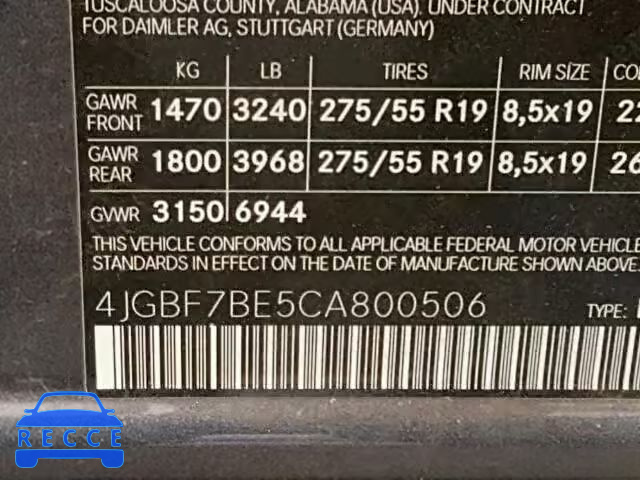 TUSCALOOSA COUNTY, ALABAMA (USA). UNDER CONTRACT
FOR DAIMLER AG, STUTTGART (GERMANY)
KG LB TIRES RIM SIZE
GAWR FRONT 1470 3240 275/55 R19 8,5x19
GAWR REAR 1800 3968 275/55 R19 8,5x19
GVWR 3150 6944
THIS VEHICLE CONFORMS TO ALL APPLICABLE FEDERAL MOTOR VEHICLE
STANDARDS IN EFFECT ON THE DATE OF MANUFACTURE SHOWN ABOVE.
4JGBF7BE5CA800506 TYPE:
RECCE